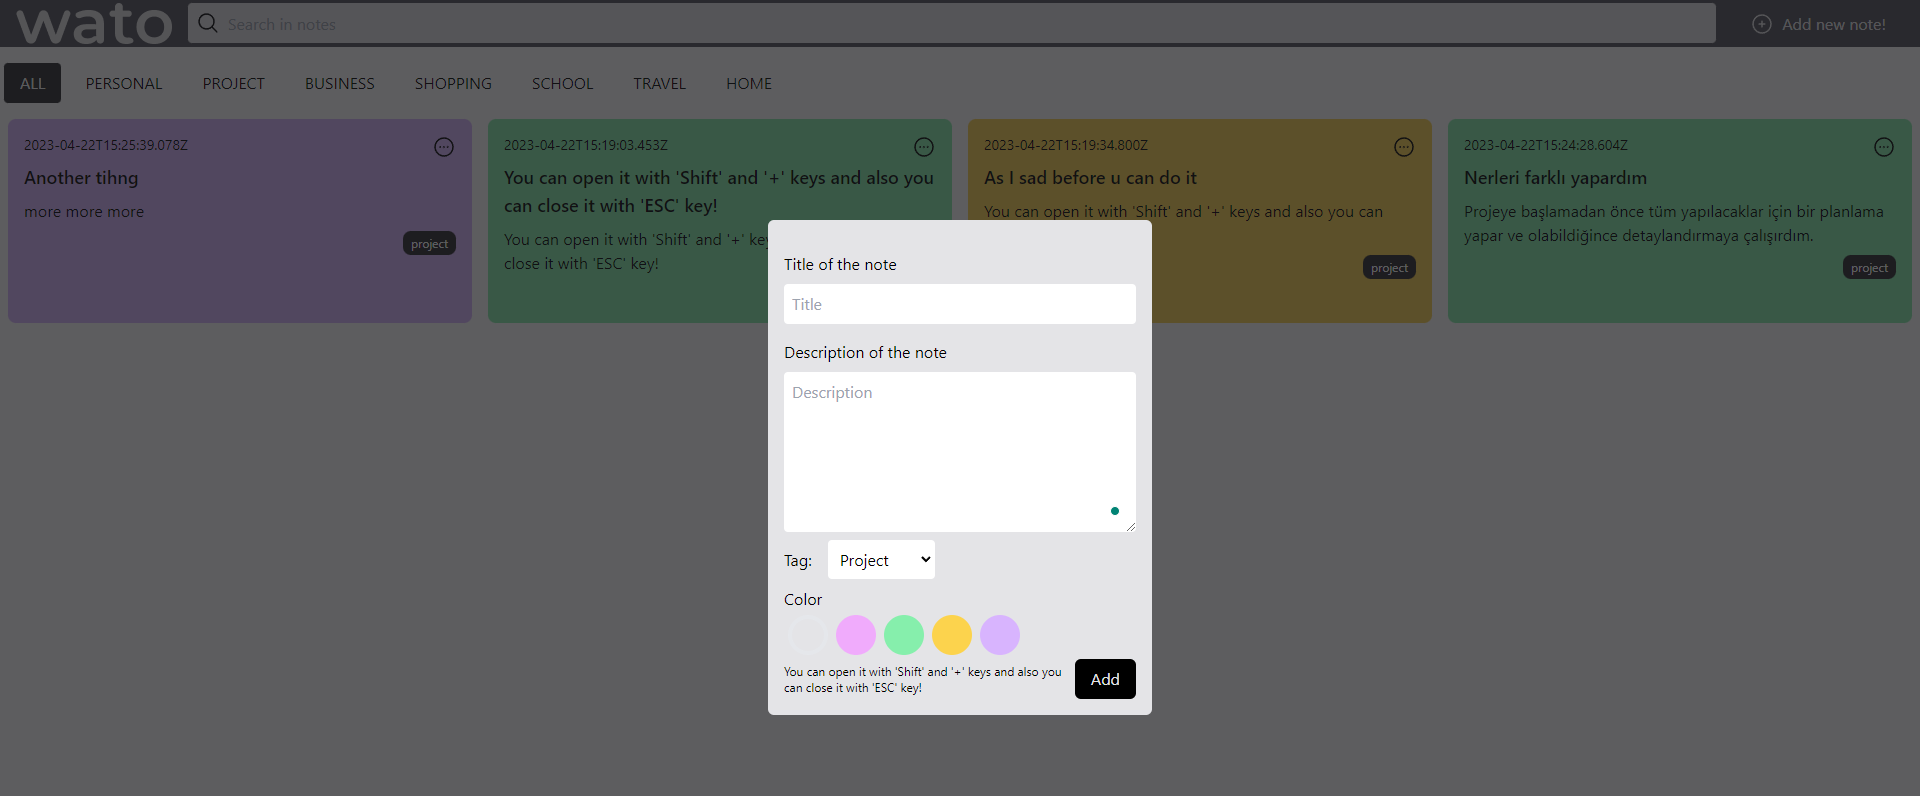 wato
Search in notes
Add new note!
ALL PERSONAL PROJECT BUSINESS SHOPPING SCHOOL TRAVEL HOME
2023-04-22T15:25:39.078Z
Another tihng
more more more
project
2023-04-22T15:19:03.453Z
You can open it with 'Shift' and '+' keys and also you
can close it with 'ESC' key!
You can open it with 'Shift' and '+' key
close it with 'ESC' key!
2023-04-22T15:19:34.800Z
As I sad before u can do it
You can open it with 'Shift' and '+' keys and also you can
project
2023-04-22T15:24:28.604Z
Nerleri farklı yapardım
Projeye başlamadan önce tüm yapılacaklar için bir planlama
yapar ve olabildiğince detaylandırmaya çalışırdım.
project
Title of the note
Title
Description of the note
Description
Tag: Project
Color
You can open it with 'Shift' and '+' keys and also you
can close it with 'ESC' key!
Add